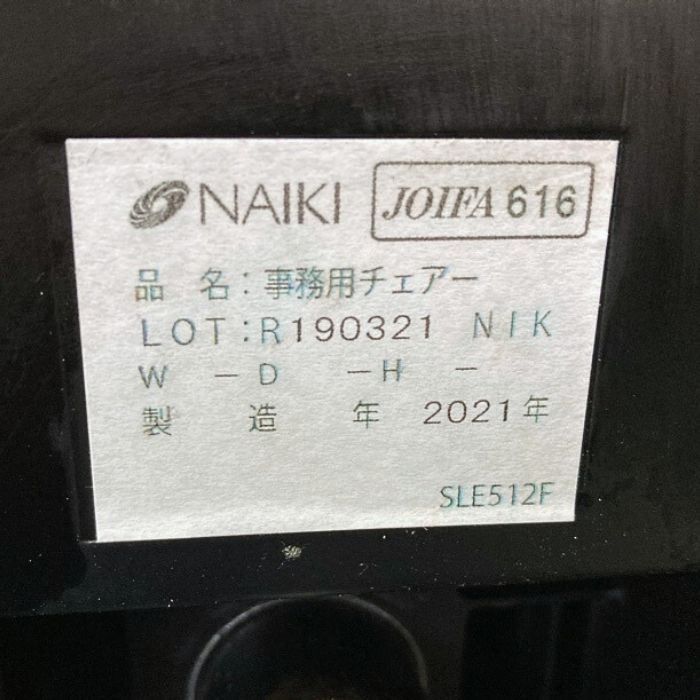 NAIKI JOIFA 616
品 名：事務用チェアー
LOT:R190321 NIK
W －D －H －
製 造 年 2021年
SLE512F